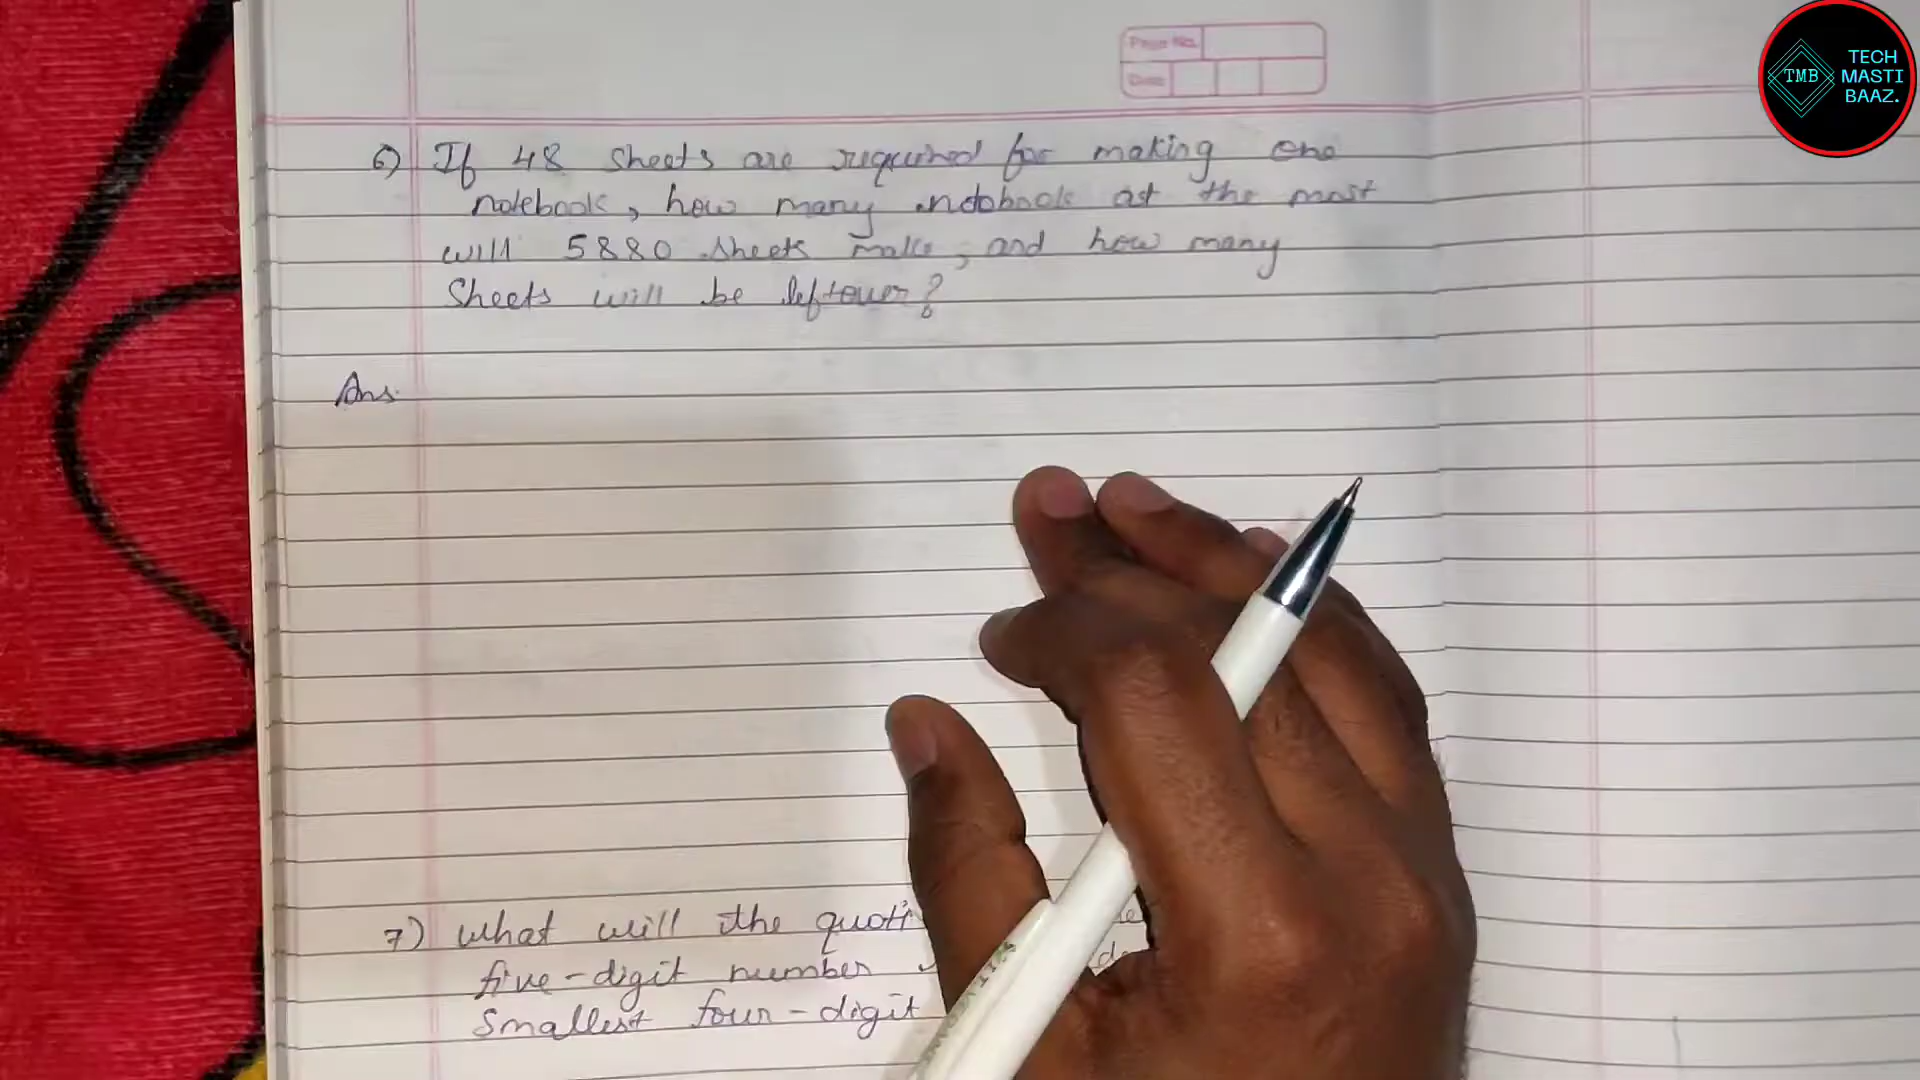 Page No.
Date
TMB
TECH
MASTI
BAAZ.
6) If 48 sheets are required for making one
notebook, how many notebook at the most
will 5880 sheets make, and how many
Sheets will be leftover?
Ans.
7) What will the quoti
five-digit number
Smallest four-digit